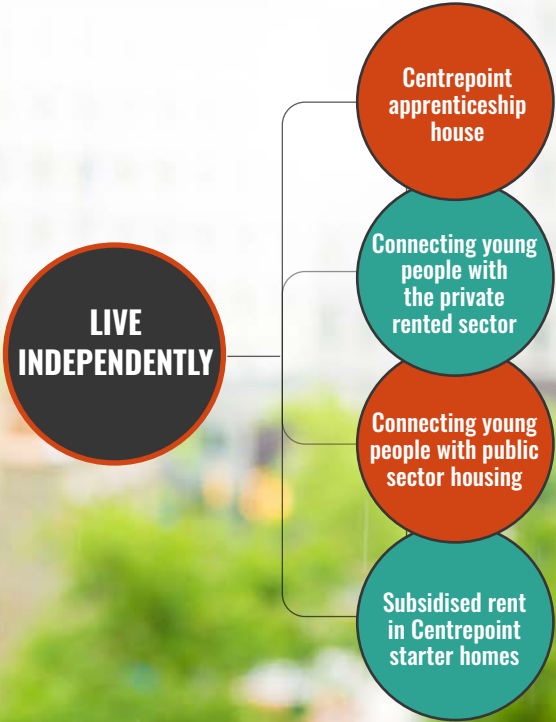 LIVE
INDEPENDENTLY
Centrepoint
apprenticeship
house
Connecting young
people with
the private
rented sector
Connecting young
people with public
sector housing
Subsidised rent
in Centrepoint
starter homes